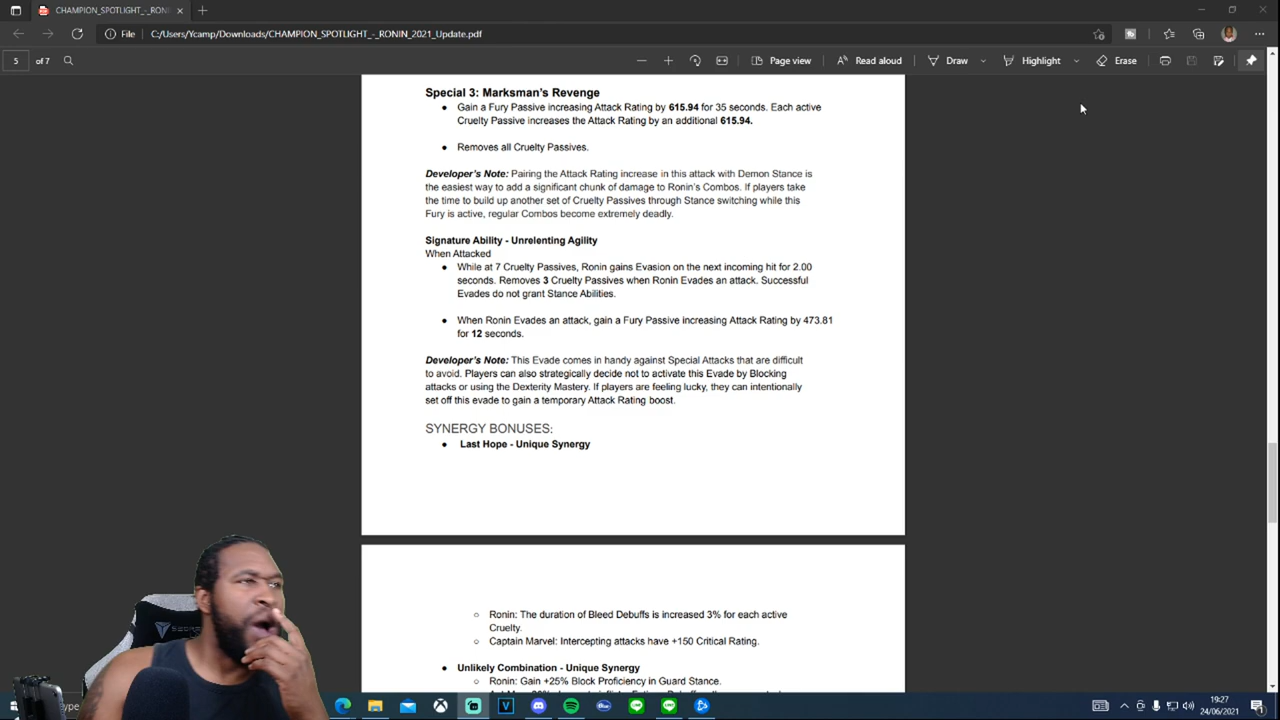 CHAMPION_SPOTLIGHT_-_RONI
File
C:/Users/Ycamp/Downloads/CHAMPION_SPOTLIGHT_-_RONIN_2021_Update.pdf
5 of 7
Page view
Read aloud
Draw
Highlight
Erase
Special 3: Marksman's Revenge
● Gain a Fury Passive increasing Attack Rating by 615.94 for 35 seconds. Each active
Cruelty Passive increases the Attack Rating by an additional 615.94.
● Removes all Cruelty Passives.
Developer's Note: Pairing the Attack Rating increase in this attack with Demon Stance is
the easiest way to add a significant chunk of damage to Ronin's Combos. If players take
the time to build up another set of Cruelty Passives through Stance switching while this
Fury is active, regular Combos become extremely deadly.
Signature Ability - Unrelenting Agility
When Attacked
● While at 7 Cruelty Passives, Ronin gains Evasion on the next incoming hit for 2.00
seconds. Removes 3 Cruelty Passives when Ronin Evades an attack. Successful
Evades do not grant Stance Abilities.
● When Ronin Evades an attack, gain a Fury Passive increasing Attack Rating by 473.81
for 12 seconds.
Developer's Note: This Evade comes in handy against Special Attacks that are difficult
to avoid. Players can also strategically decide not to activate this Evade by Blocking
attacks or using the Dexterity Mastery. If players are feeling lucky, they can intentionally
set off this evade to gain a temporary Attack Rating boost.
SYNERGY BONUSES:
● Last Hope - Unique Synergy
○ Ronin: The duration of Bleed Debuffs is increased 3% for each active
Cruelty.
○ Captain Marvel: Intercepting attacks have +150 Critical Rating.
● Unlikely Combination - Unique Synergy
○ Ronin: Gain +25% Block Proficiency in Guard Stance.
19:27
24/06/2021